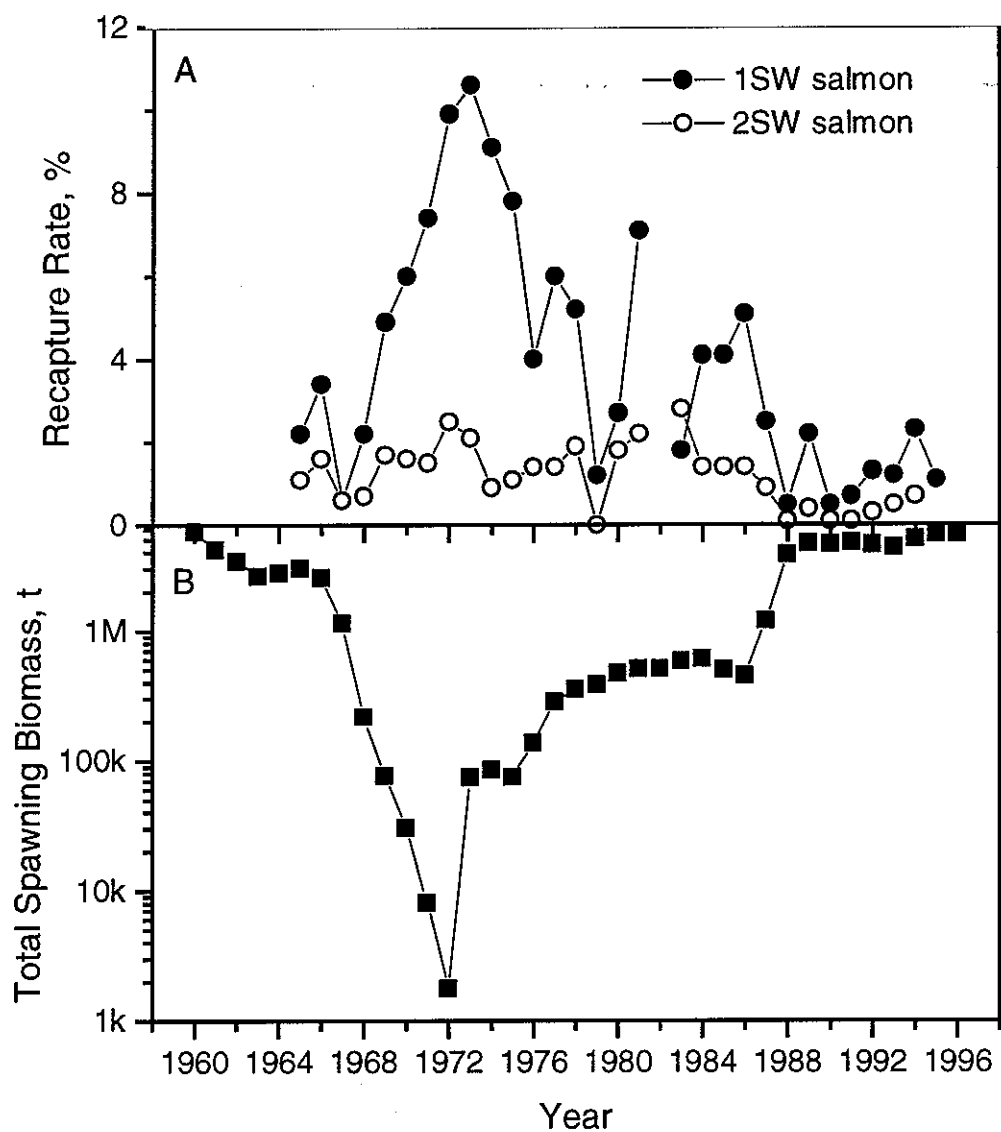 12
A
1SW salmon
2SW salmon
8
4
0
Recapture Rate, %
B
1M
100k
10k
1k
Total Spawning Biomass, t
1960 1964 1968 1972 1976 1980 1984 1988 1992 1996
Year